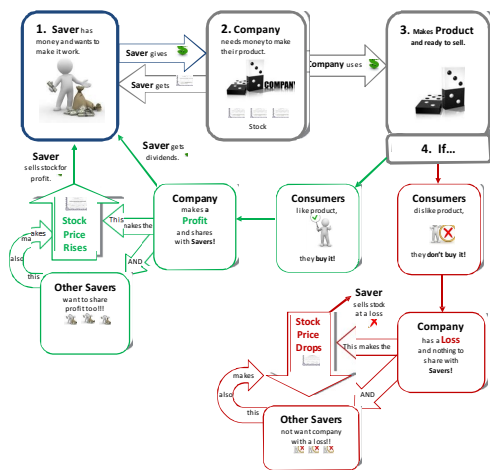 1. Saver has
money and wants to
make it work.
Saver gives
Saver gets
2. Company
needs money to make
their product.
COMPANY
Stock
Company uses
3. Makes Product
and ready to sell.
4. If…
Saver gets
dividends.
Saver
sells stock for
profit.
Stock
Price
Rises
This
makes the
Company
makes a
Profit
and shares
with Savers!
Consumers
like product,
they buy it!
Consumers
dislike product,
they don't buy it!
makes
also
this
AND
Other Savers
want to share
profit too!!!
Saver
sells stock
at a loss
Stock
Price
Drops
This makes the
Company
has a Loss
and nothing to
share with
Savers!
makes
also
this
AND
Other Savers
not want company
with a loss!!